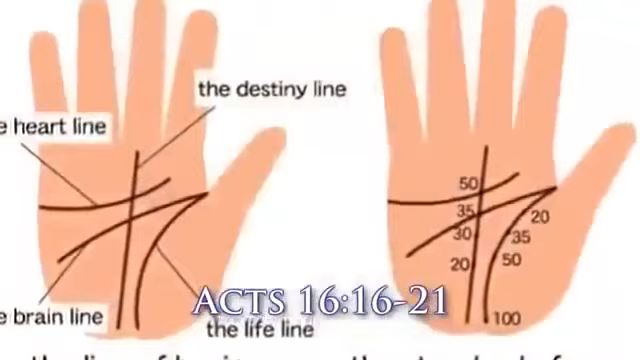 the destiny line
e heart line
50
35
30
20
20
35
50
100
e brain line
the life line
ACTS 16:16-21